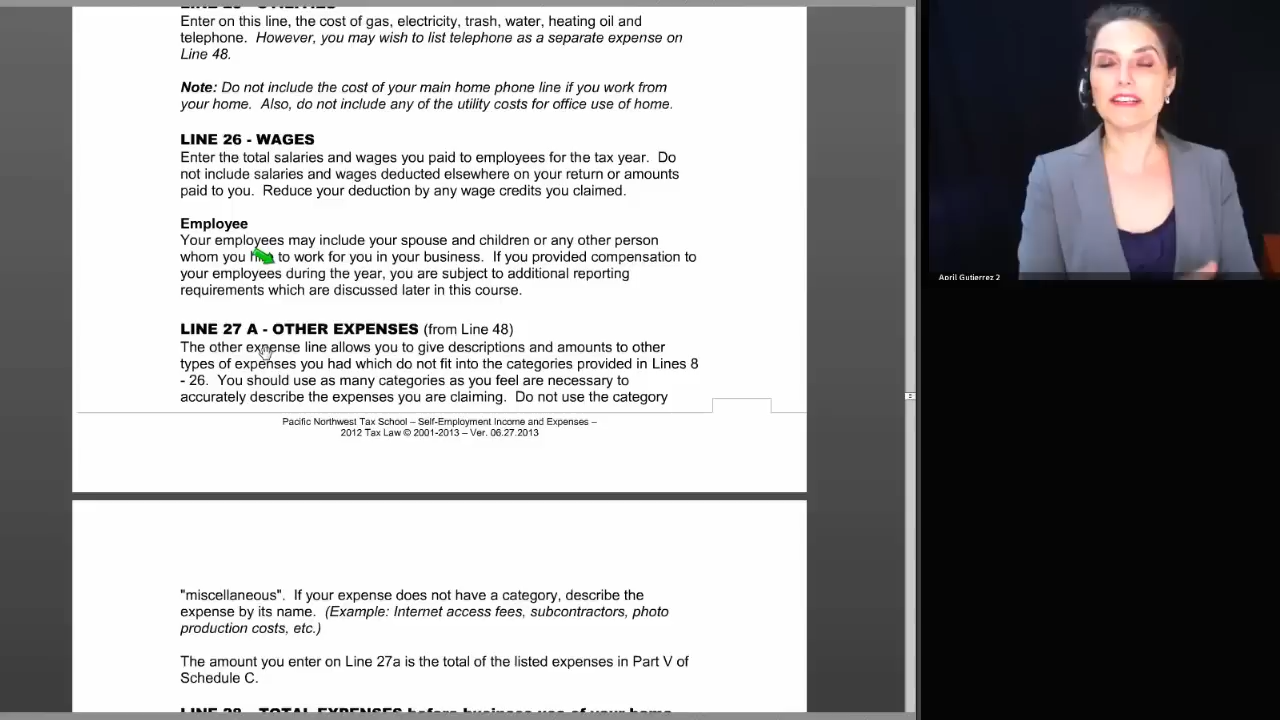 LINE 25 - UTILITIES
Enter on this line, the cost of gas, electricity, trash, water, heating oil and
telephone. However, you may wish to list telephone as a separate expense on
Line 48.
Note: Do not include the cost of your main home phone line if you work from
your home. Also, do not include any of the utility costs for office use of home.
LINE 26 - WAGES
Enter the total salaries and wages you paid to employees for the tax year. Do
not include salaries and wages deducted elsewhere on your return or amounts
paid to you. Reduce your deduction by any wage credits you claimed.
Employee
Your employees may include your spouse and children or any other person
whom you hire to work for you in your business. If you provided compensation to
your employees during the year, you are subject to additional reporting
requirements which are discussed later in this course.
LINE 27 A - OTHER EXPENSES (from Line 48)
The other expense line allows you to give descriptions and amounts to other
types of expenses you had which do not fit into the categories provided in Lines 8
- 26. You should use as many categories as you feel are necessary to
accurately describe the expenses you are claiming. Do not use the category
Pacific Northwest Tax School – Self-Employment Income and Expenses –
2012 Tax Law © 2001-2013 – Ver. 06.27.2013
"miscellaneous". If your expense does not have a category, describe the
expense by its name. (Example: Internet access fees, subcontractors, photo
production costs, etc.)
The amount you enter on Line 27a is the total of the listed expenses in Part V of
Schedule C.
LINE 28 - TOTAL EXPENSES before business use of your home
April Gutierrez 2